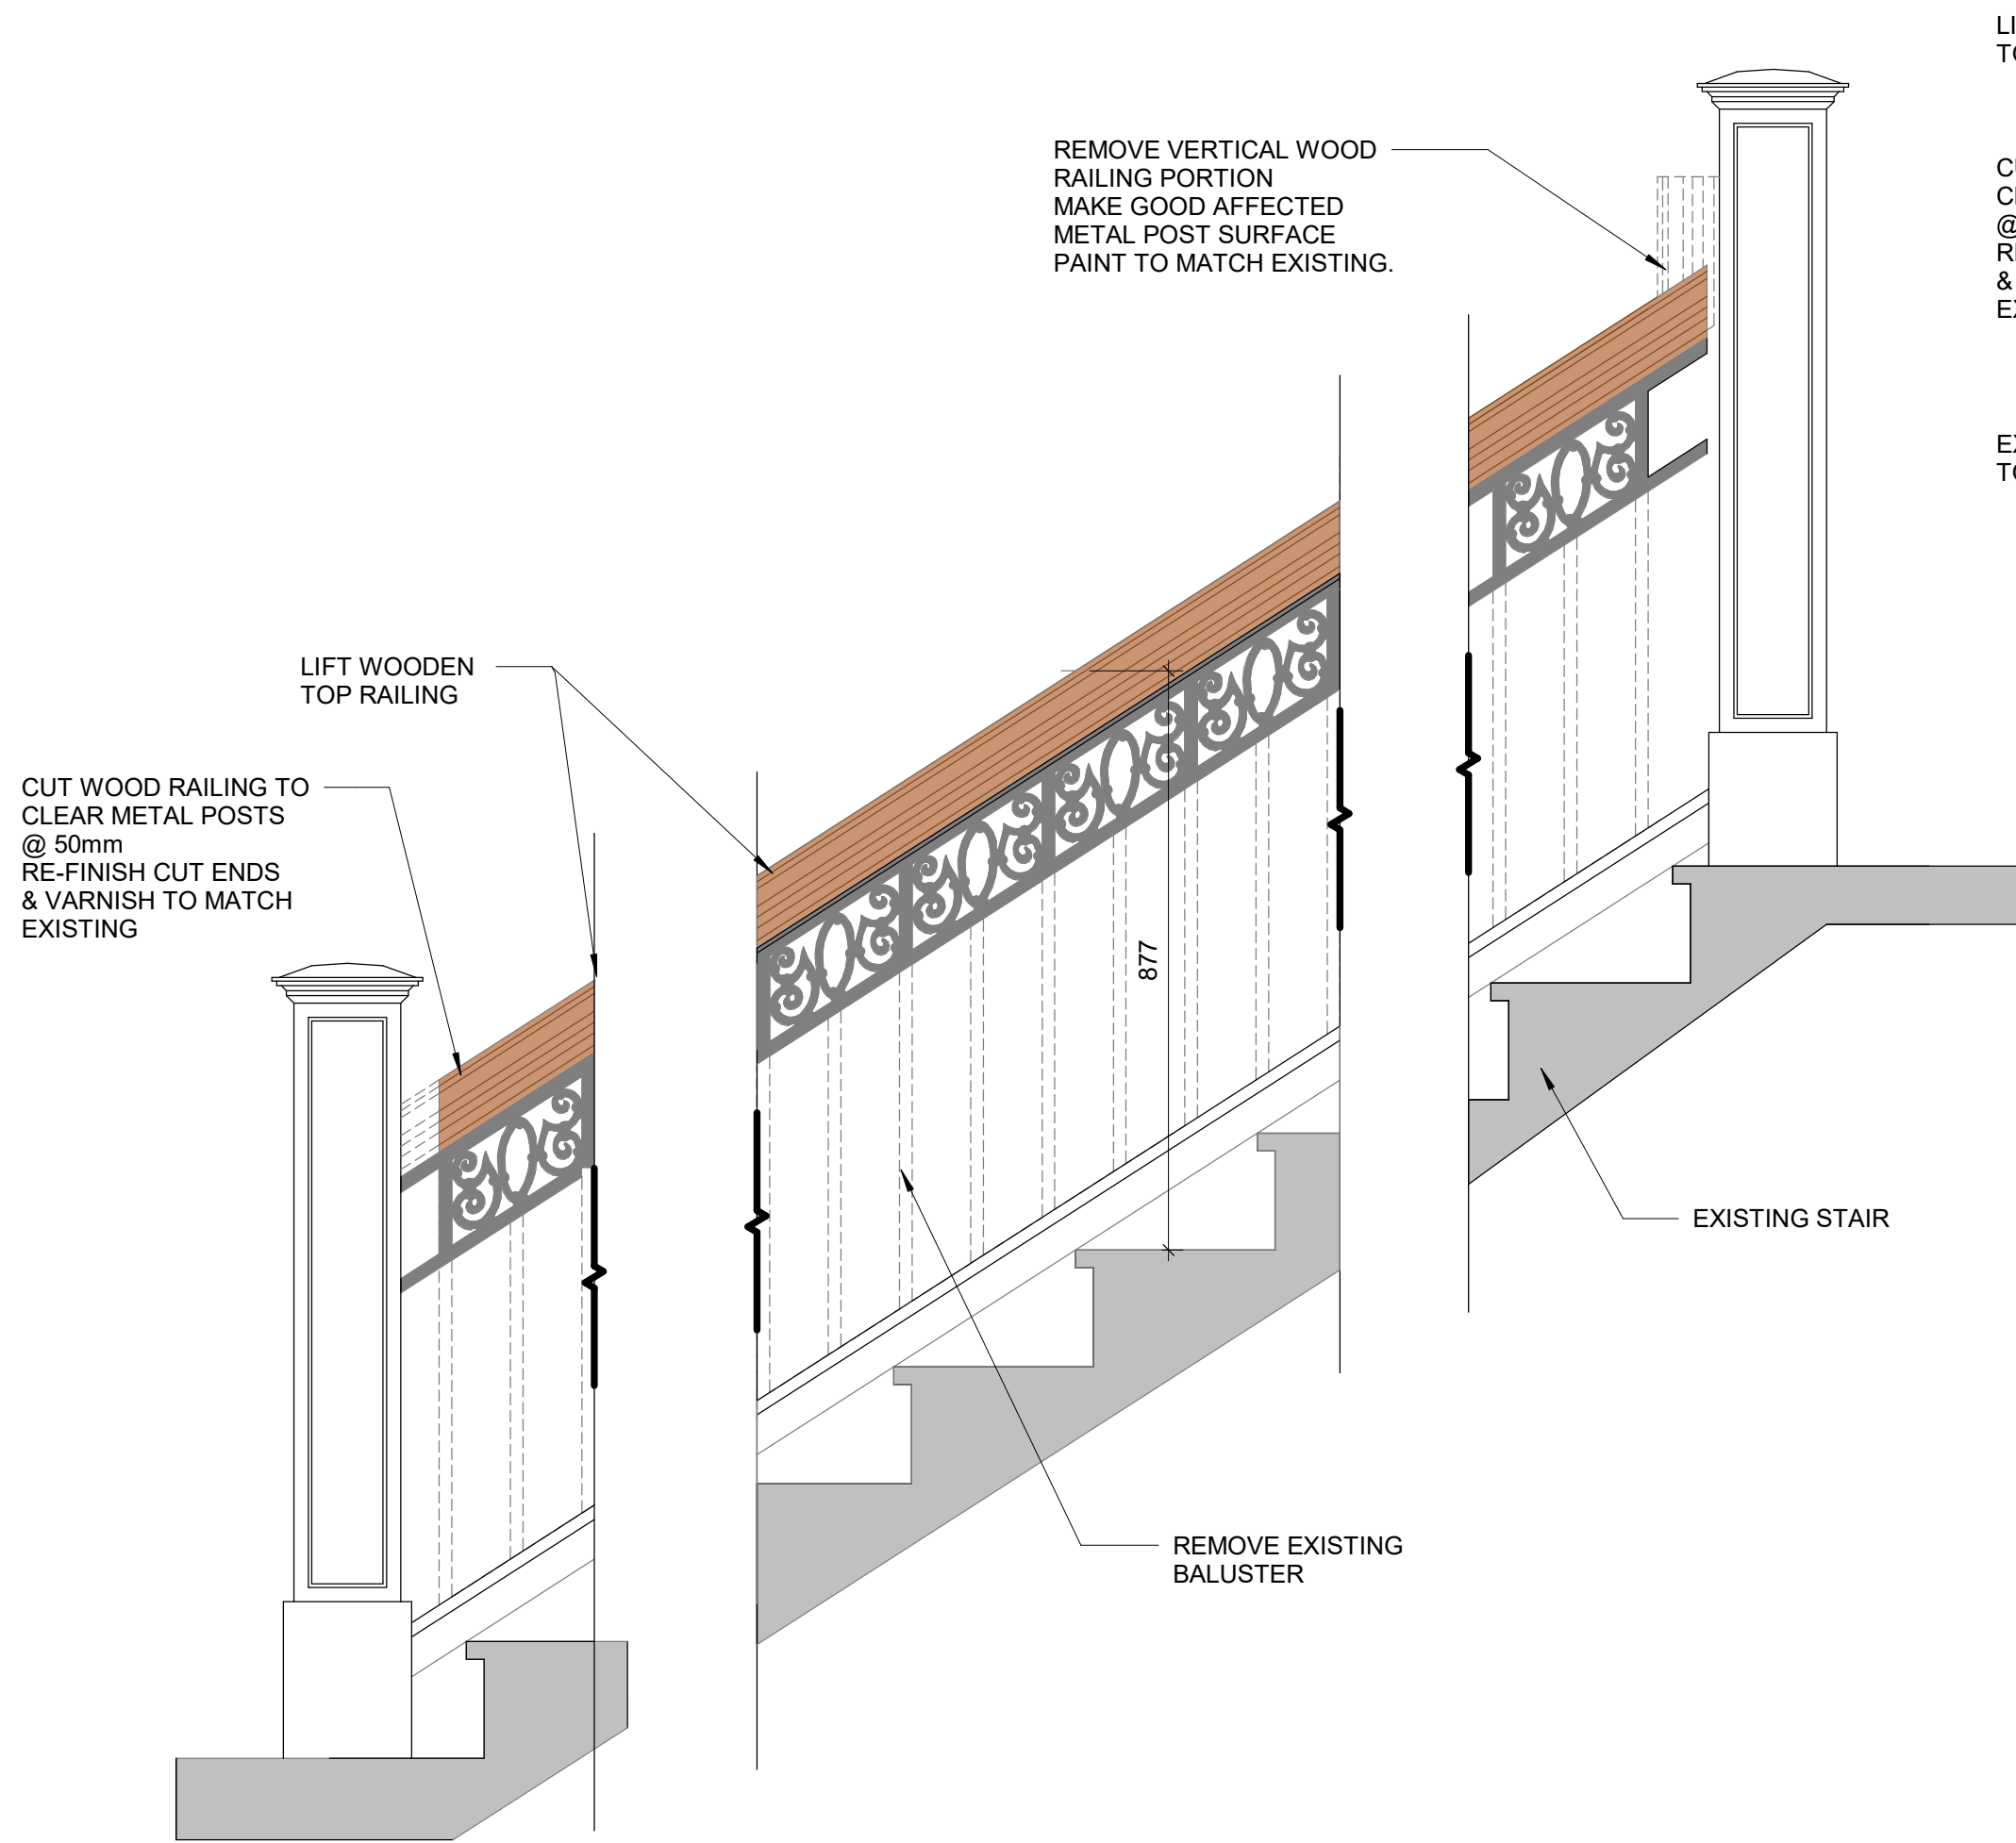 REMOVE VERTICAL WOOD
RAILING PORTION
MAKE GOOD AFFECTED
METAL POST SURFACE
PAINT TO MATCH EXISTING.
LIFT WOODEN
TOP RAILING
CUT WOOD RAILING TO
CLEAR METAL POSTS
@ 50mm
RE-FINISH CUT ENDS
& VARNISH TO MATCH
EXISTING
877
EXISTING STAIR
REMOVE EXISTING
BALUSTER
@
&